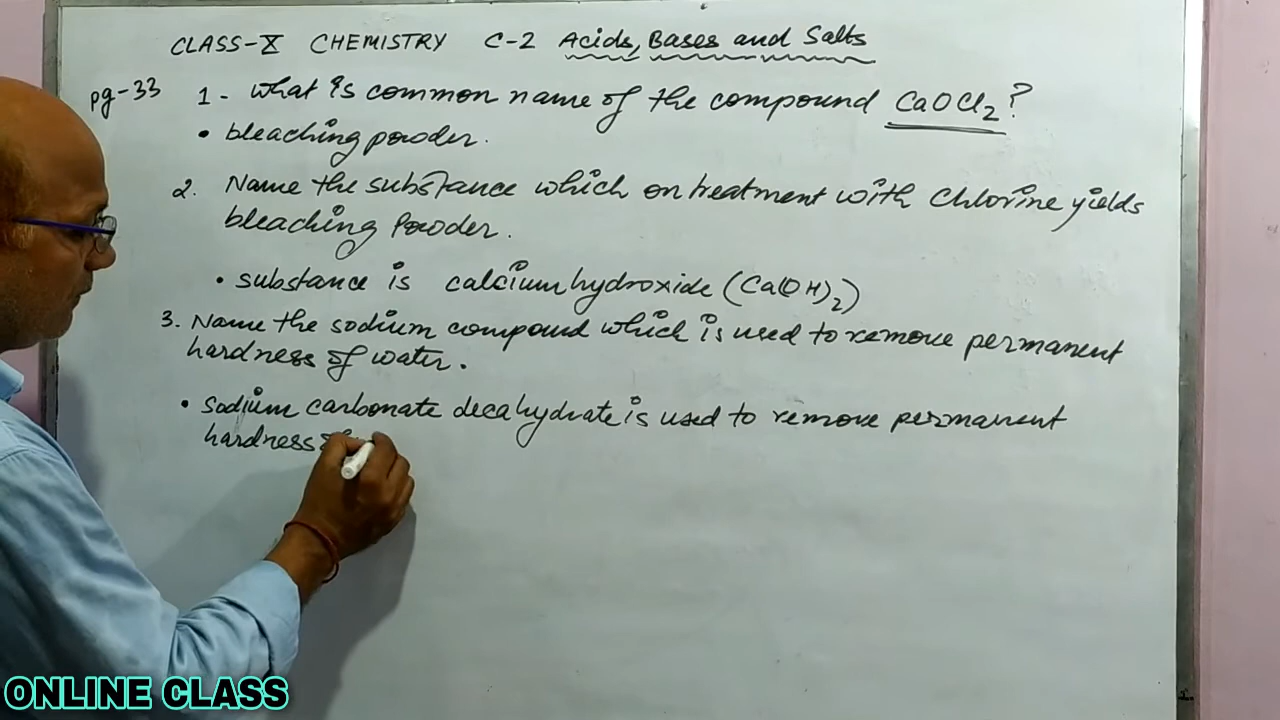 CLASS-X CHEMISTRY C-2 Acids, Bases and Salts
pg-33 1- What is common name of the compound CaOCl2?
• bleaching powder.
2. Name the substance which on treatment with Chlorine yields
bleaching Powder.
• substance is calcium hydroxide (Ca(OH)2)
3. Name the sodium compound which is used to remove permanent
hardness of water.
• Sodium carbonate decahydrate is used to remove permanent
hardness
ONLINE CLASS